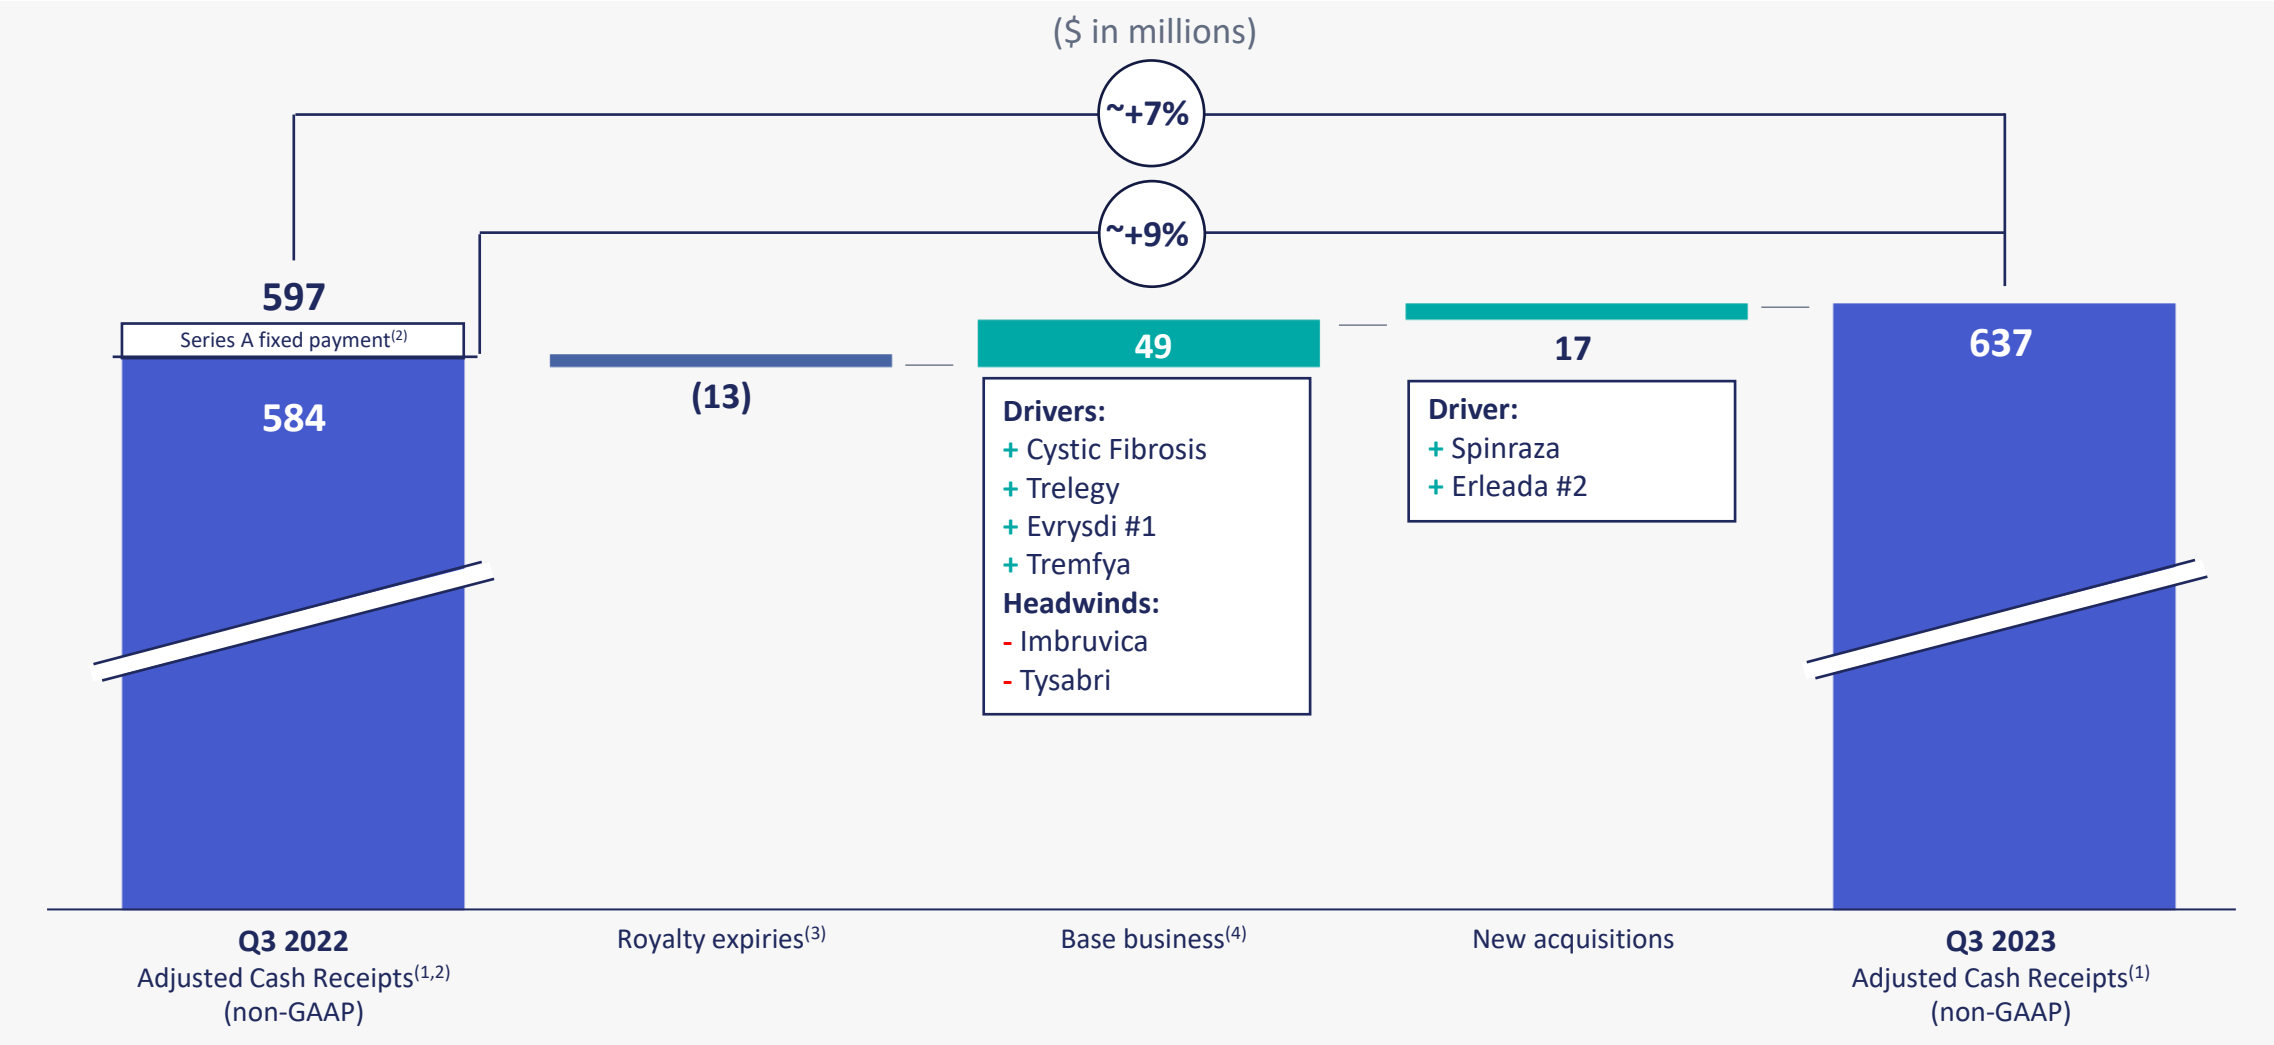 ($ in millions)
~+7%
~+9%
597
Series A fixed payment(2)
584
(13)
49
Drivers:
+ Cystic Fibrosis
+ Trelegy
+ Evrysdi #1
+ Tremfya
Headwinds:
- Imbruvica
- Tysabri
17
Driver:
+ Spinraza
+ Erleada #2
637
Q3 2022
Adjusted Cash Receipts(1,2)
(non-GAAP)
Royalty expiries(3)
Base business(4)
New acquisitions
Q3 2023
Adjusted Cash Receipts(1)
(non-GAAP)